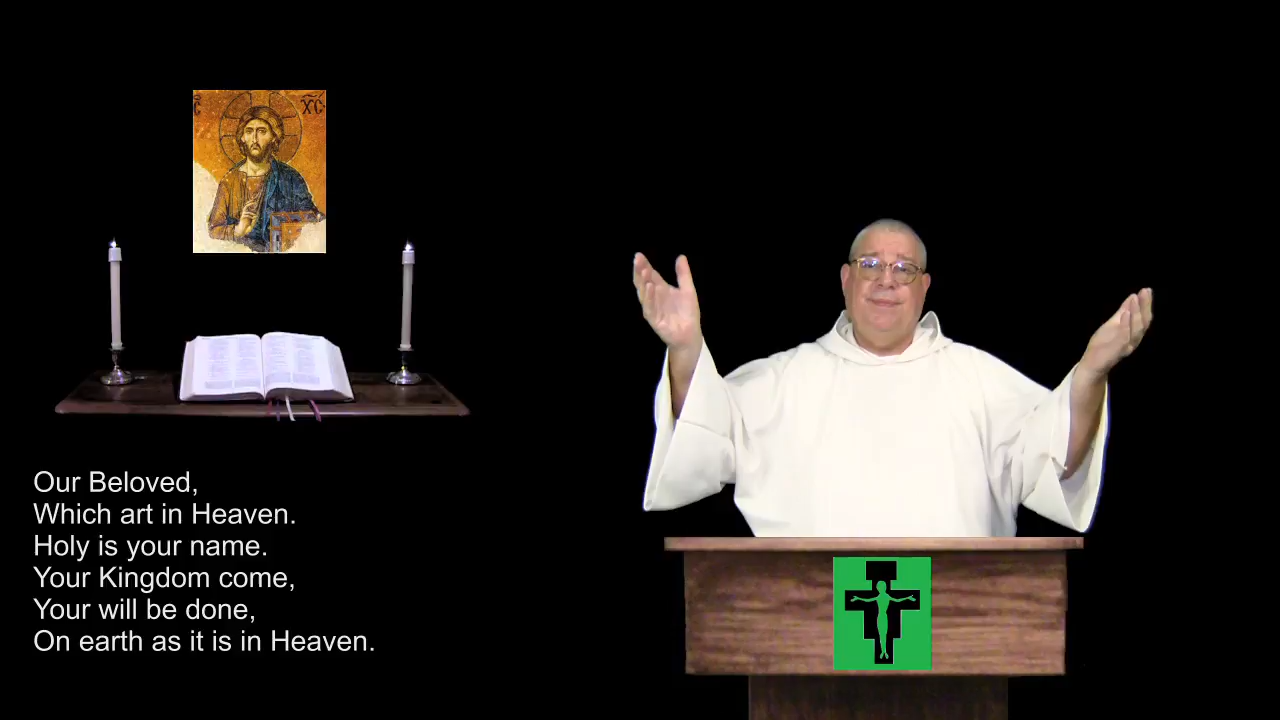 C XC
Our Beloved,
Which art in Heaven.
Holy is your name.
Your Kingdom come,
Your will be done,
On earth as it is in Heaven.